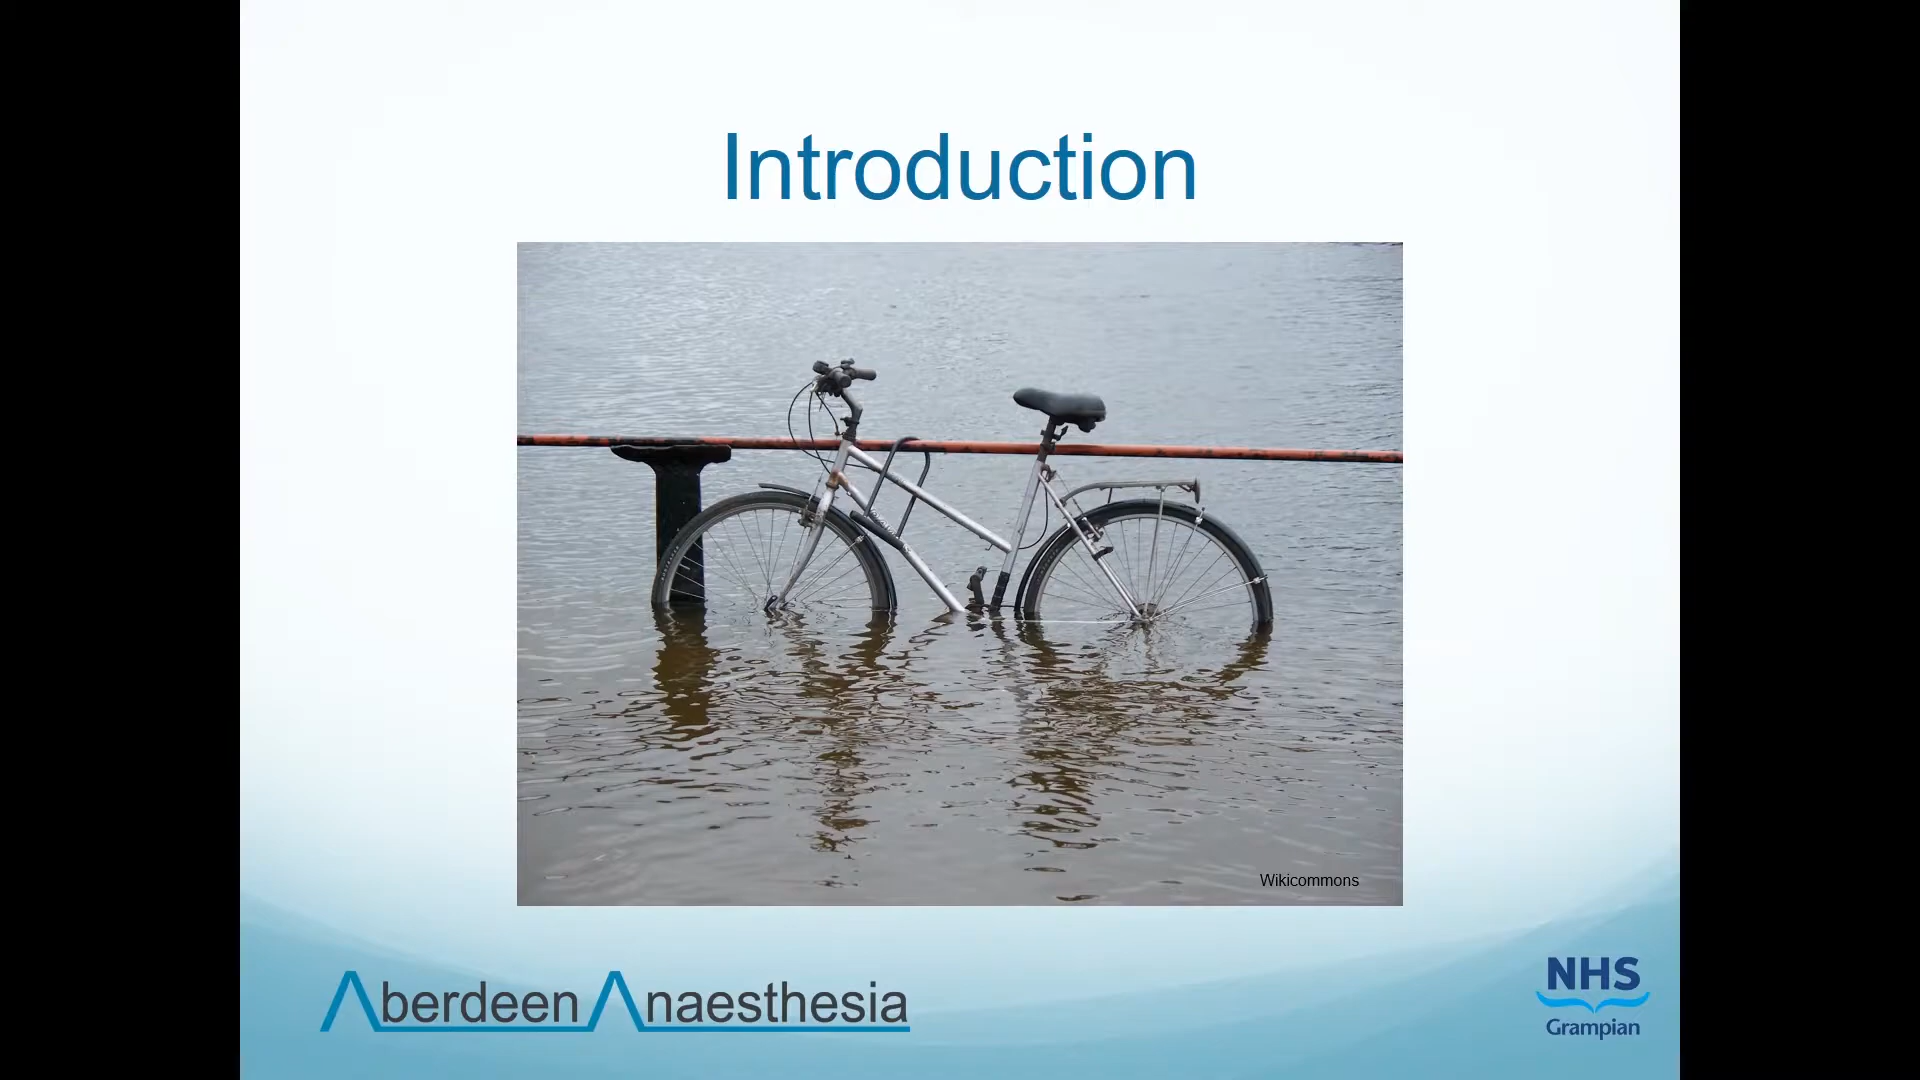 Introduction
Wikicommons
Aberdeen Anaesthesia
NHS
Grampian